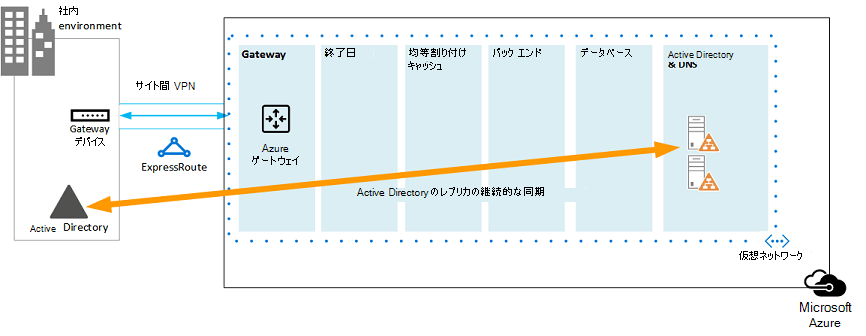 社内
environment
サイト間 VPN
Gateway
デバイス
ExpressRoute
Active Directory
Gateway
終了日
均等割り付け
キャッシュ
バック エンド
データベース
Active Directory
& DNS
Azure
ゲートウェイ
Active Directory のレプリカの継続的な同期
仮想ネットワーク
Microsoft
Azure